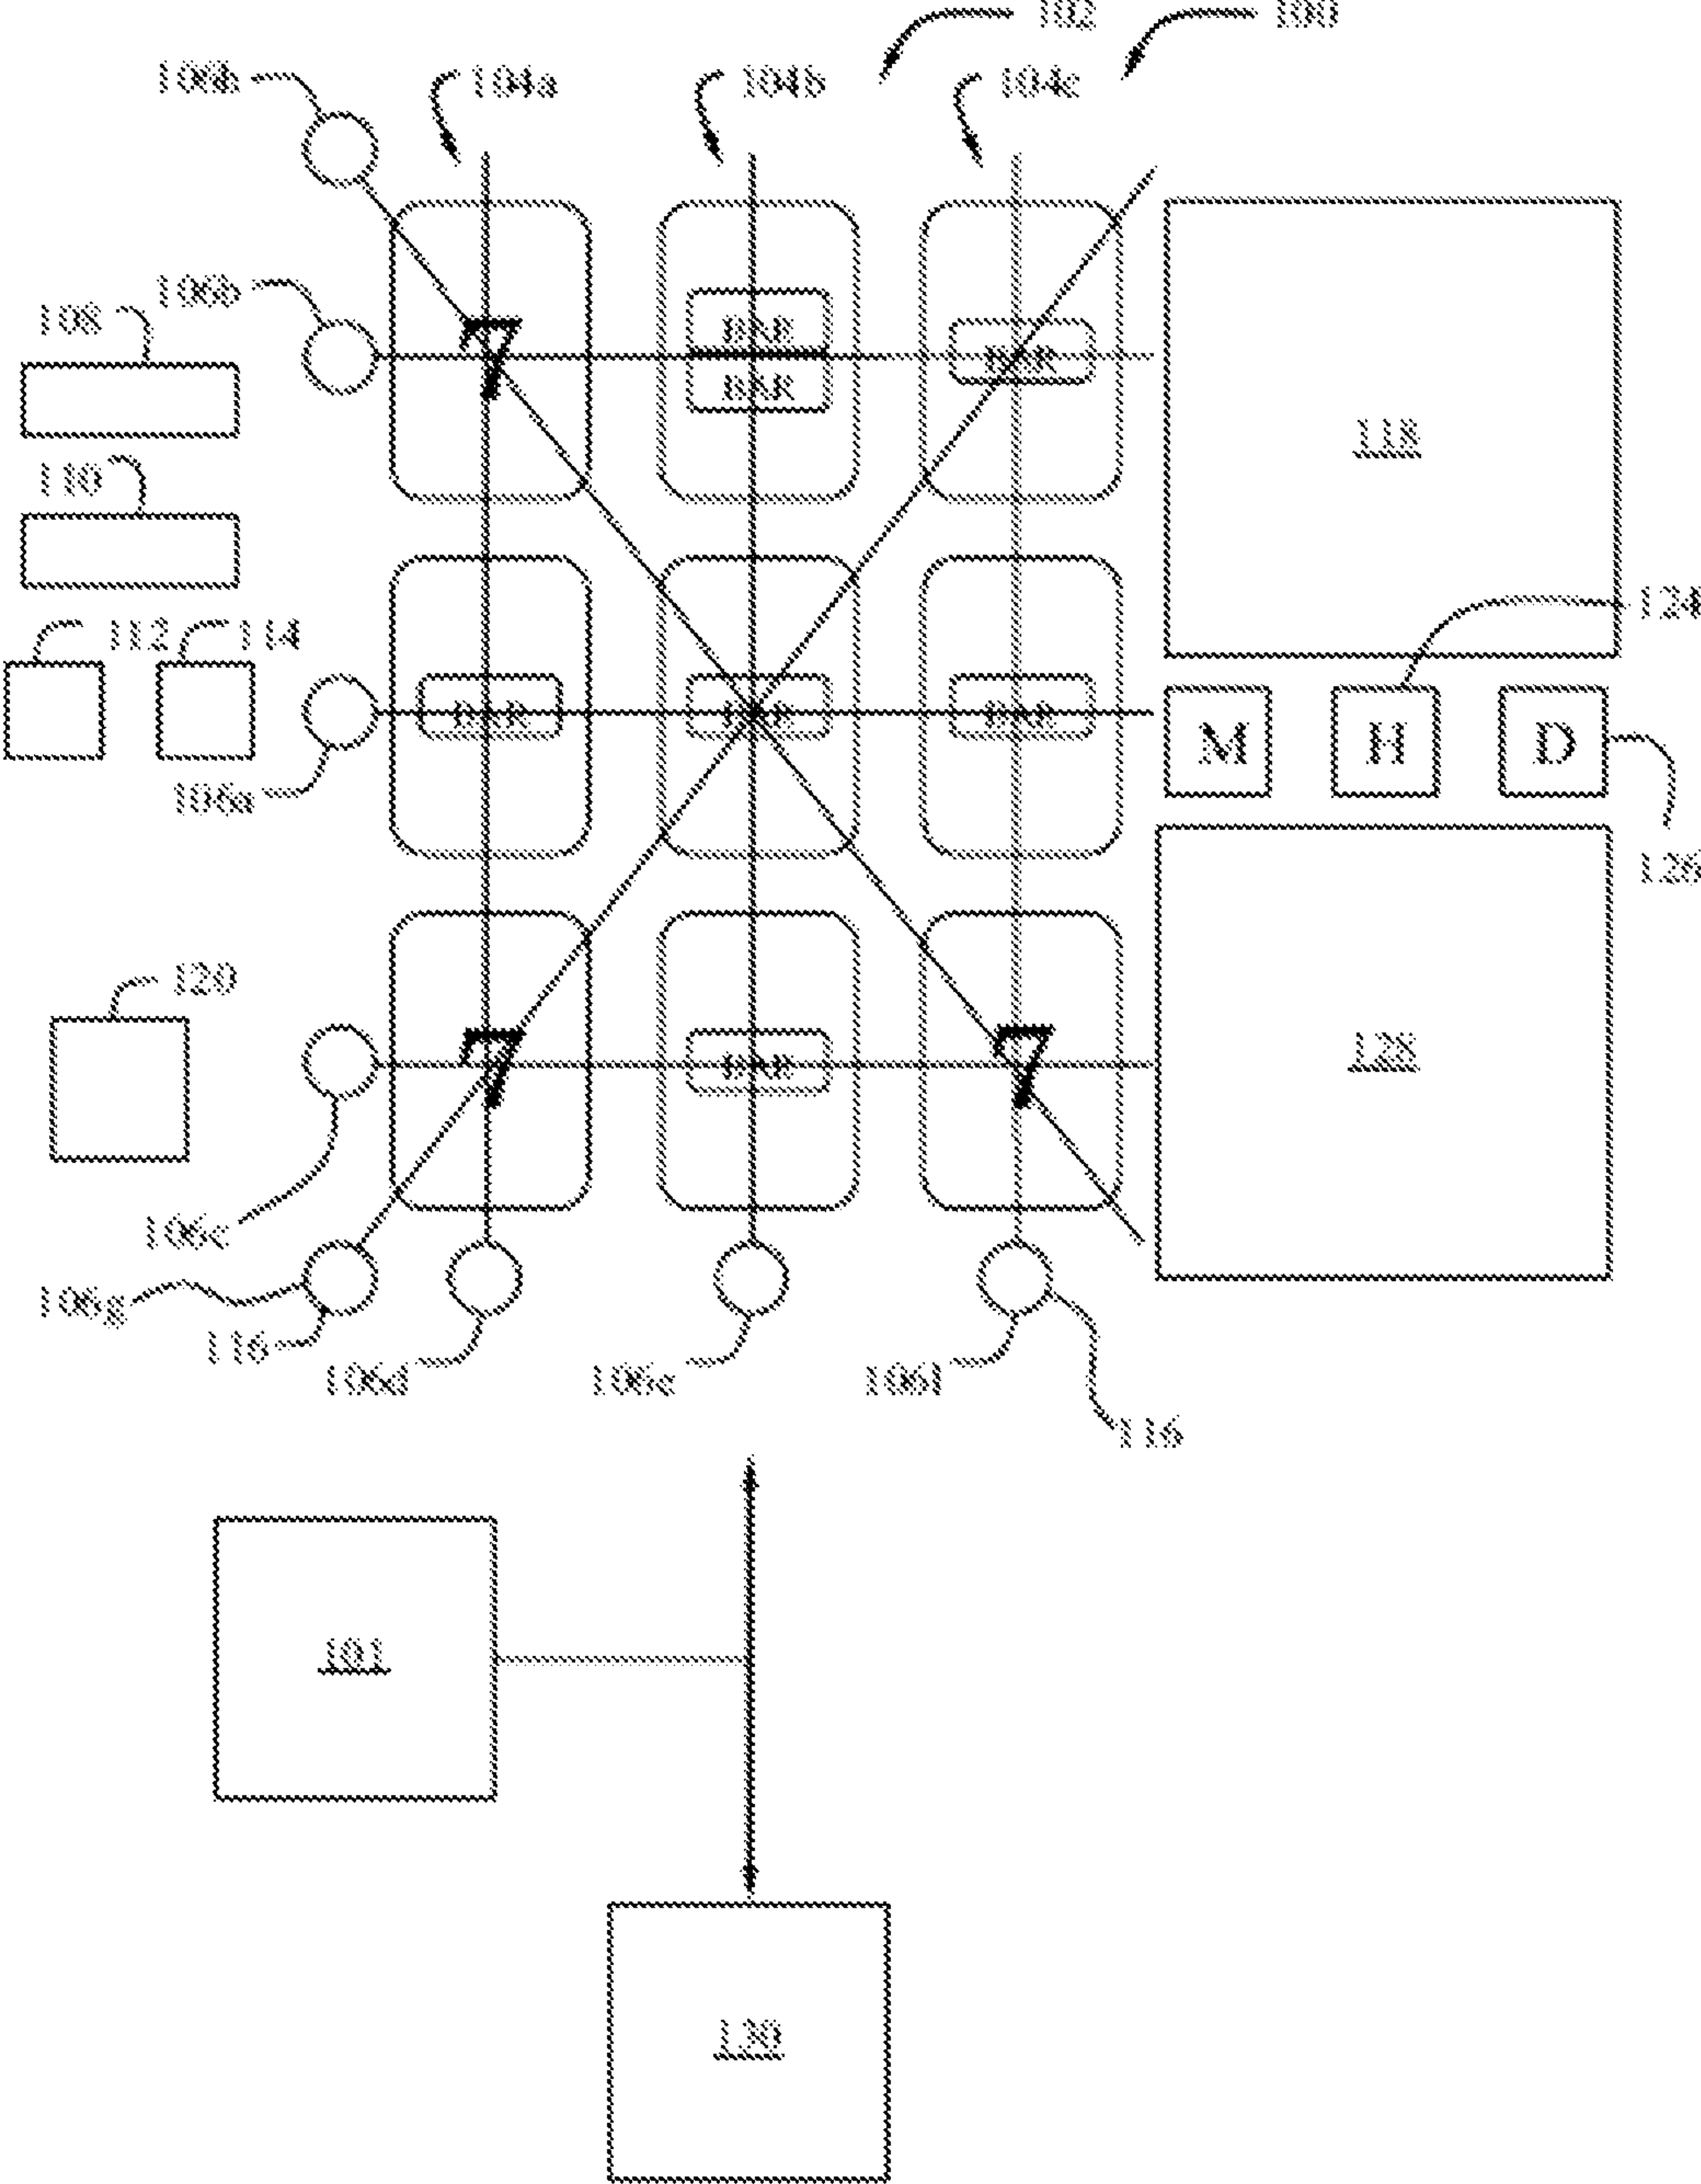 102 100
106h 104a 104b 104c
7 BAR BAR
106b BAR
108
118
110
124
112 114
BAR BAR BAR M H D
106a
126
120
7 BAR 7 128
106c
106g
116
106d 106e 106f
116
101
130